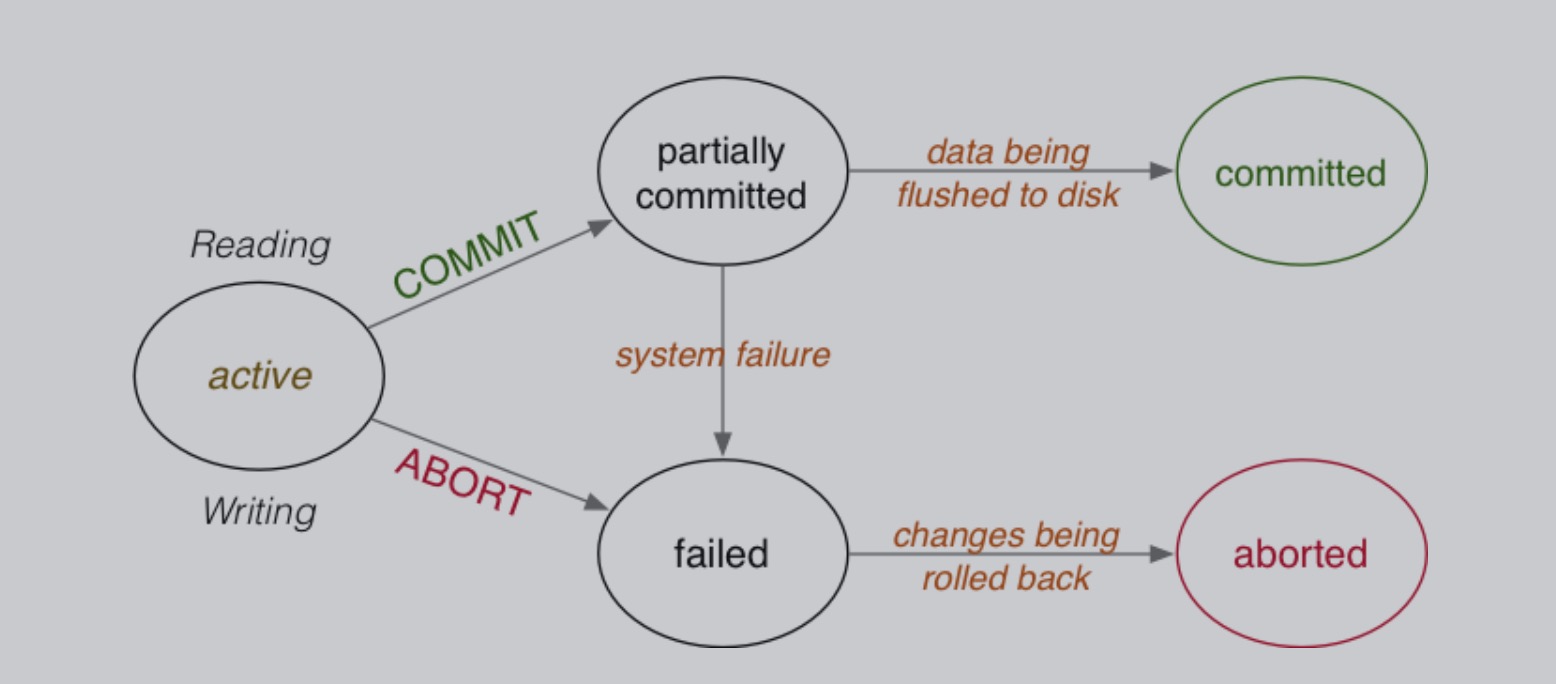 partially
committed
data being
flushed to disk
committed
COMMIT
Reading
active
Writing
system failure
ABORT
failed
changes being
rolled back
aborted